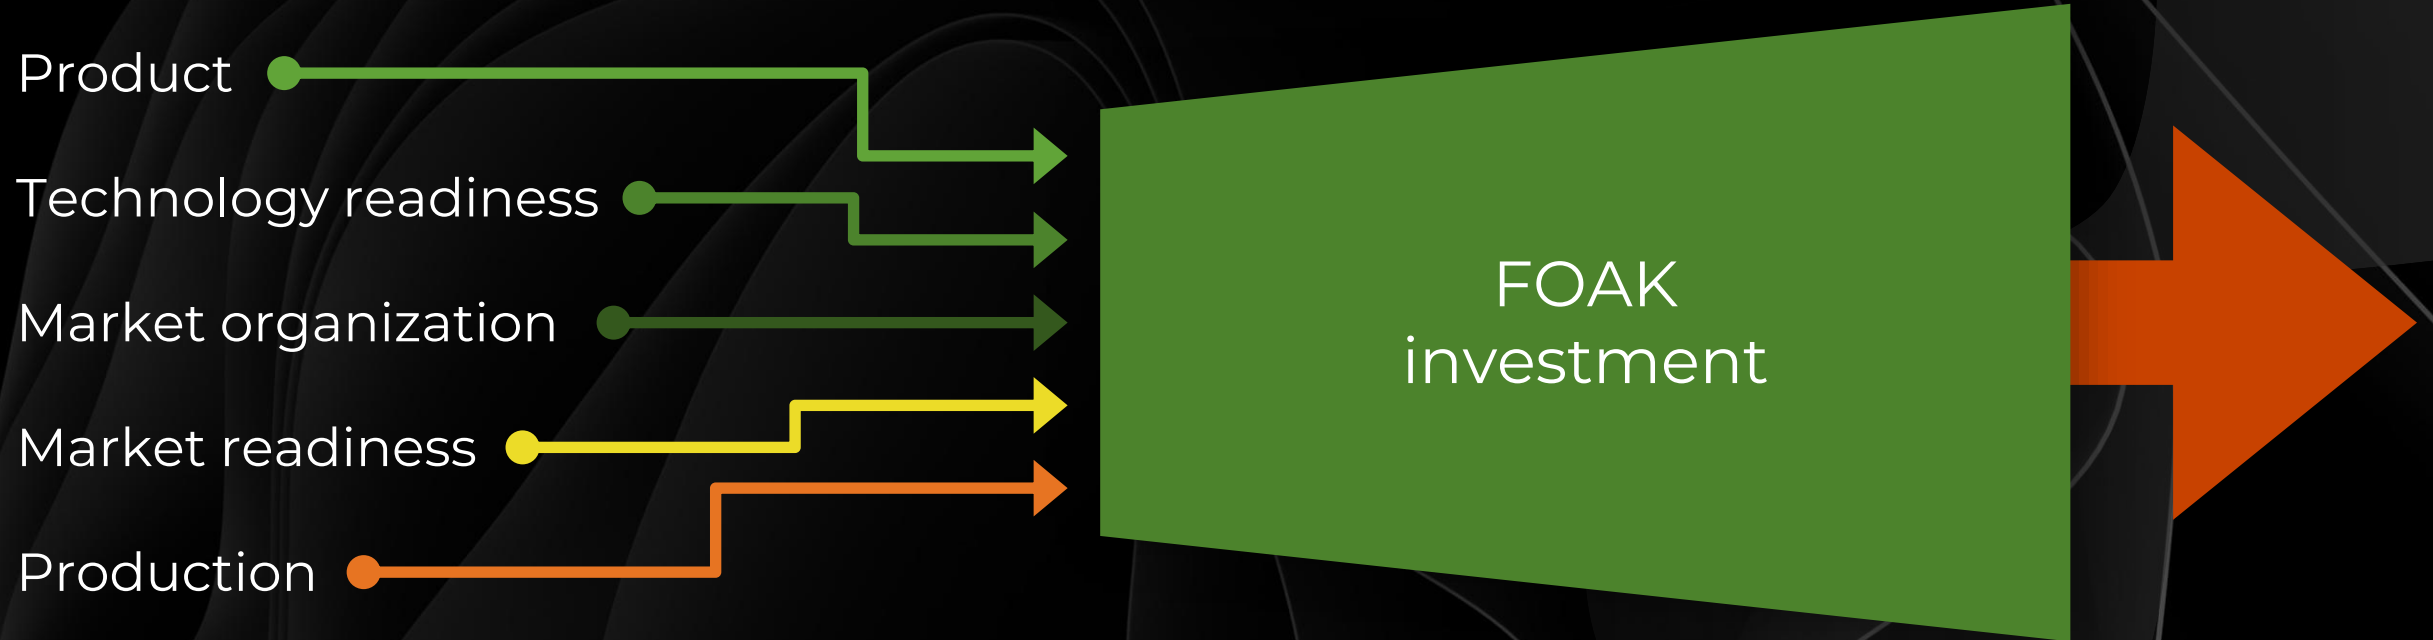 Product
Technology readiness
Market organization
Market readiness
Production
FOAK
investment